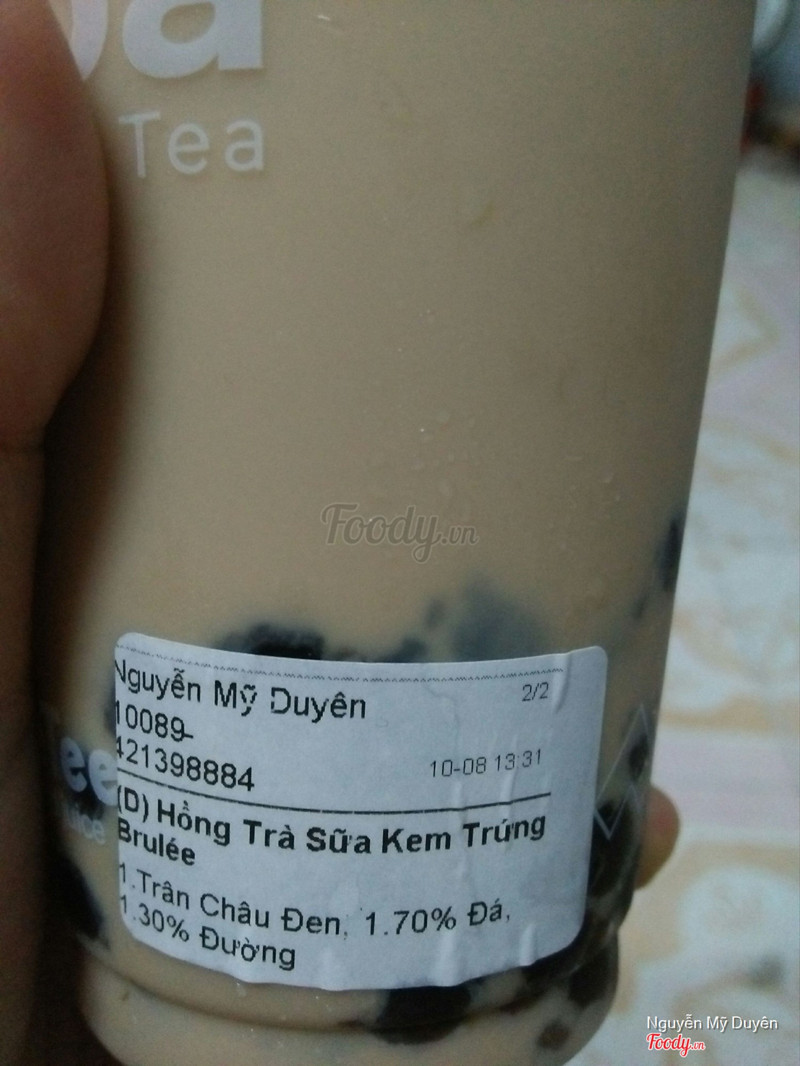 Tea
Foody.vn
Nguyễn Mỹ Duyên
2/2
10089-
421398884
10-08 13:31
(D) Hồng Trà Sữa Kem Trứng
Brulée
1.Trân Châu Đen, 1.70% Đá,
1.30% Đường
Nguyễn Mỹ Duyên
Foody.vn